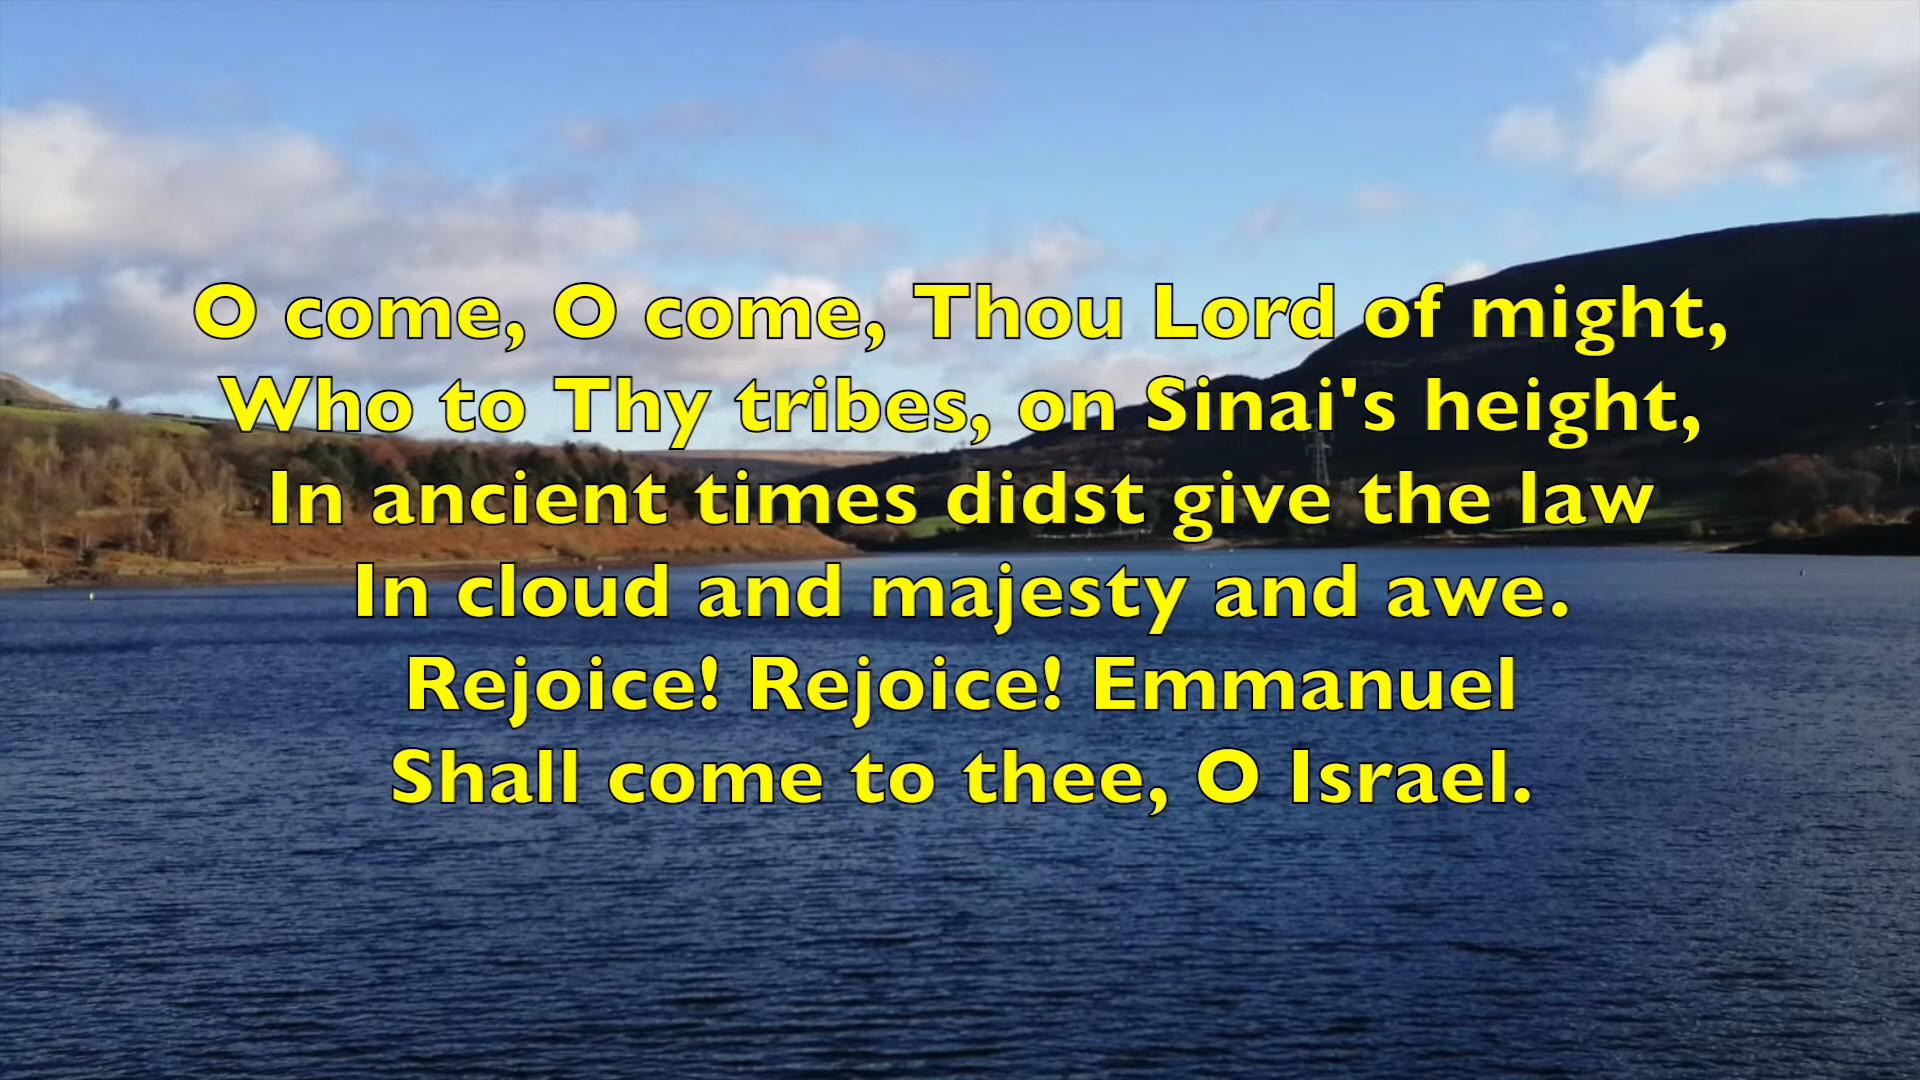 O come, O come, Thou Lord of might,
Who to Thy tribes, on Sinai's height,
In ancient times didst give the law
In cloud and majesty and awe.
Rejoice! Rejoice! Emmanuel
Shall come to thee, O Israel.